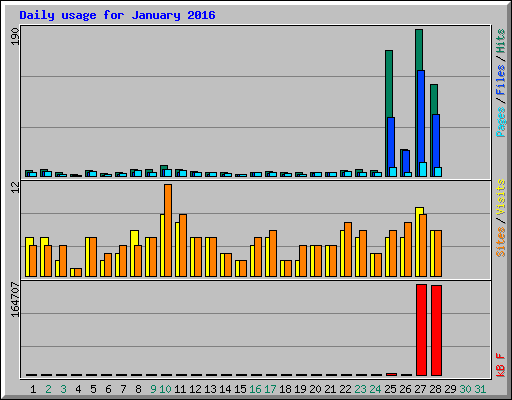 Daily usage for January 2016
190
Pages / Files / Hits
12
Sites / Visits
164707
kB F
1 2 3 4 5 6 7 8 9 10 11 12 13 14 15 16 17 18 19 20 21 22 23 24 25 26 27 28 29 30 31